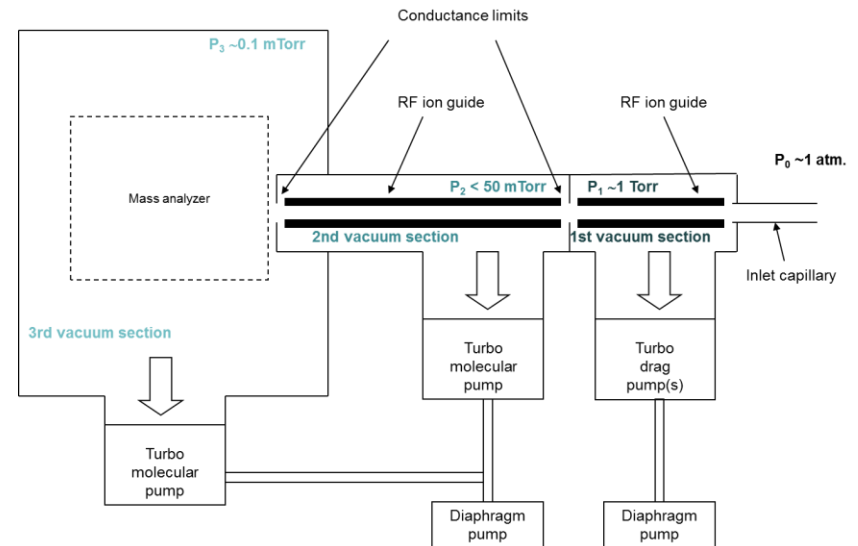 Conductance limits
P₃ ~0.1 mTorr
RF ion guide
RF ion guide
P₀ ~1 atm.
Mass analyzer
P₂ < 50 mTorr
P₁ ~1 Torr
2nd vacuum section
1st vacuum section
Inlet capillary
3rd vacuum section
Turbo
molecular
pump
Turbo
drag
pump(s)
Turbo
molecular
pump
Diaphragm
pump
Diaphragm
pump